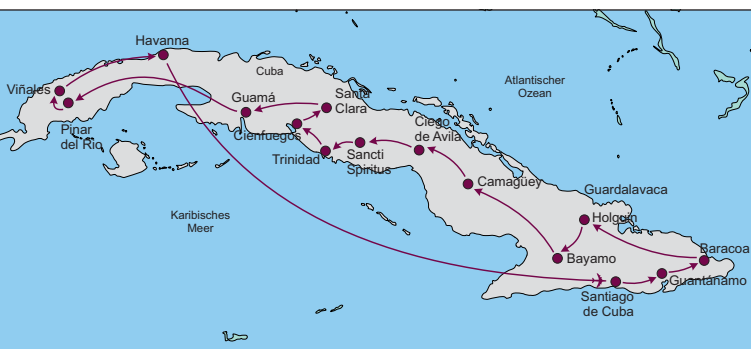 Havanna
Cuba
Atlantischer
Ozean
Viñales
Guamá
Santa
Clara
Pinar
del Rio
Cienfuegos
Ciego
de Avila
Trinidad
Sancti
Spiritus
Camagüey
Guardalavaca
Karibisches
Meer
Holguin
Baracoa
Bayamo
Guantánamo
Santiago
de Cuba